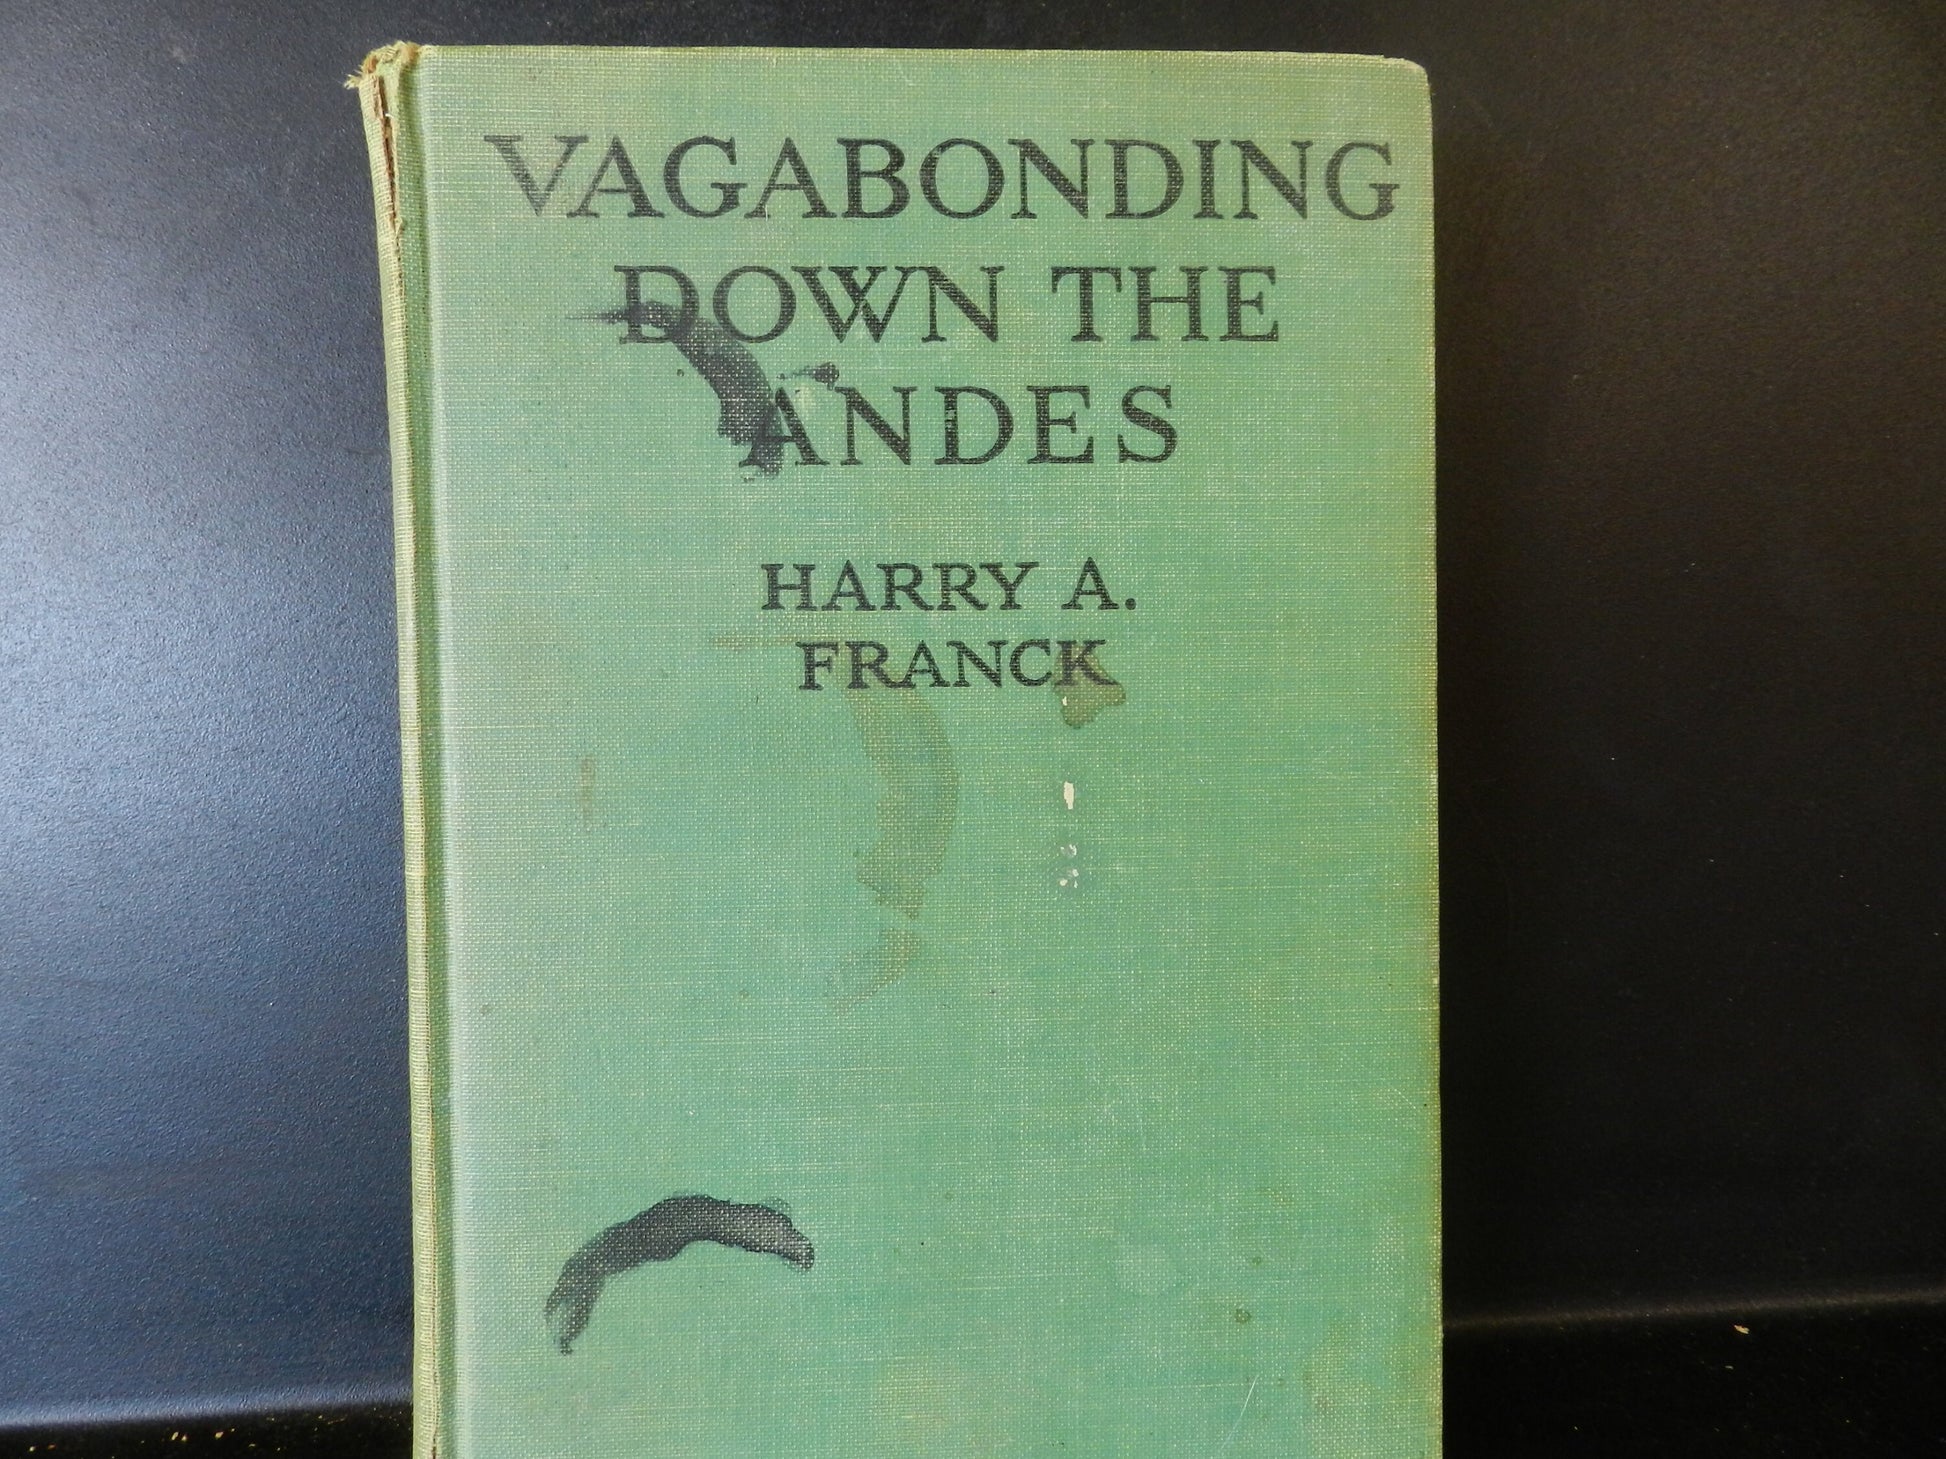 VAGABONDING
DOWN THE
ANDES
HARRY A.
FRANCK